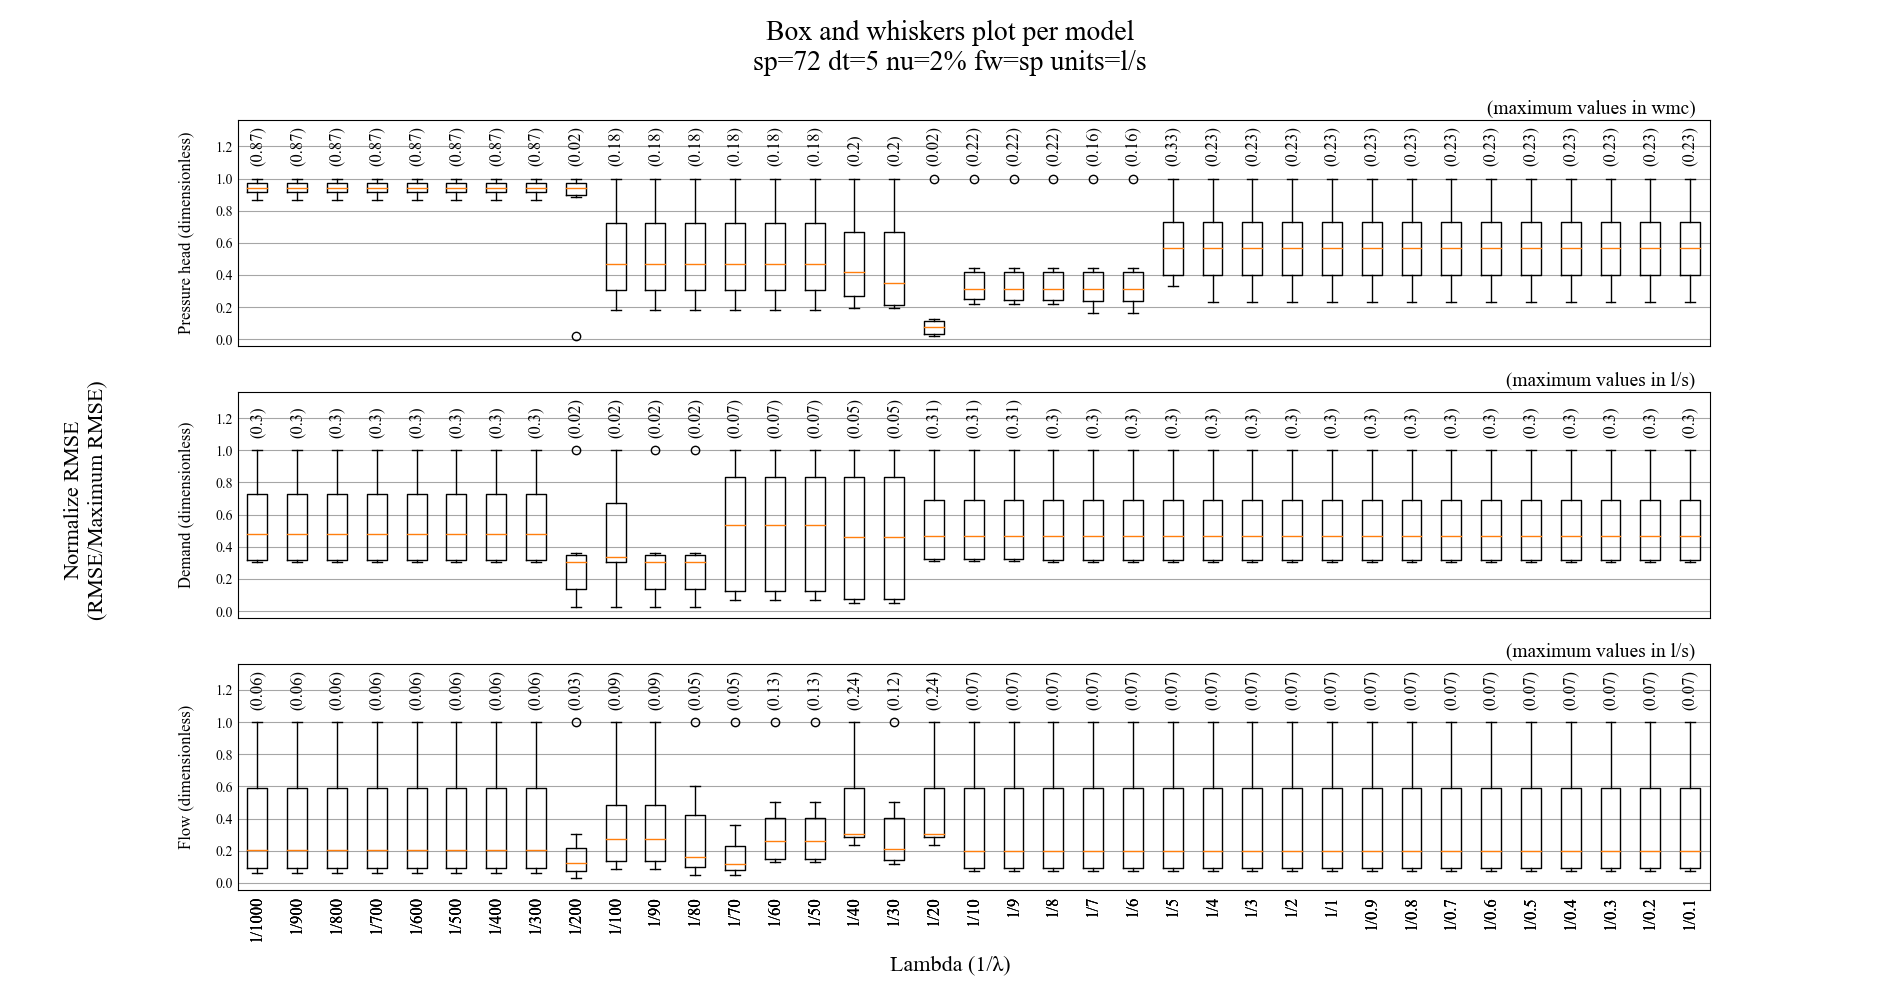 Box and whiskers plot per model
sp=72 dt=5 nu=2% fw=sp units=l/s
(maximum values in wmc)
(0.87) (0.87) (0.87) (0.87) (0.87) (0.87) (0.87) (0.87) (0.02) (0.18) (0.18) (0.18) (0.18) (0.18) (0.18) (0.2) (0.2) (0.02) (0.22) (0.22) (0.22) (0.16) (0.16) (0.33) (0.23) (0.23) (0.23) (0.23) (0.23) (0.23) (0.23) (0.23) (0.23) (0.23) (0.23) (0.23) (0.23)
1.2
1.0
0.8
0.6
0.4
0.2
0.0
Pressure head (dimensionless)
(maximum values in l/s)
(0.3) (0.3) (0.3) (0.3) (0.3) (0.3) (0.3) (0.3) (0.02) (0.02) (0.02) (0.02) (0.07) (0.07) (0.07) (0.05) (0.05) (0.31) (0.31) (0.31) (0.3) (0.3) (0.3) (0.3) (0.3) (0.3) (0.3) (0.3) (0.3) (0.3) (0.3) (0.3) (0.3) (0.3) (0.3) (0.3) (0.3)
1.2
1.0
0.8
0.6
0.4
0.2
0.0
Demand (dimensionless)
Normalize RMSE
(RMSE/Maximum RMSE)
(maximum values in l/s)
(0.06) (0.06) (0.06) (0.06) (0.06) (0.06) (0.06) (0.06) (0.03) (0.09) (0.09) (0.05) (0.05) (0.13) (0.13) (0.24) (0.12) (0.24) (0.07) (0.07) (0.07) (0.07) (0.07) (0.07) (0.07) (0.07) (0.07) (0.07) (0.07) (0.07) (0.07) (0.07) (0.07) (0.07) (0.07) (0.07) (0.07)
1.2
1.0
0.8
0.6
0.4
0.2
0.0
Flow (dimensionless)
1/1000 1/900 1/800 1/700 1/600 1/500 1/400 1/300 1/200 1/100 1/90 1/80 1/70 1/60 1/50 1/40 1/30 1/20 1/10 1/9 1/8 1/7 1/6 1/5 1/4 1/3 1/2 1/1 1/0.9 1/0.8 1/0.7 1/0.6 1/0.5 1/0.4 1/0.3 1/0.2 1/0.1
Lambda (1/λ)